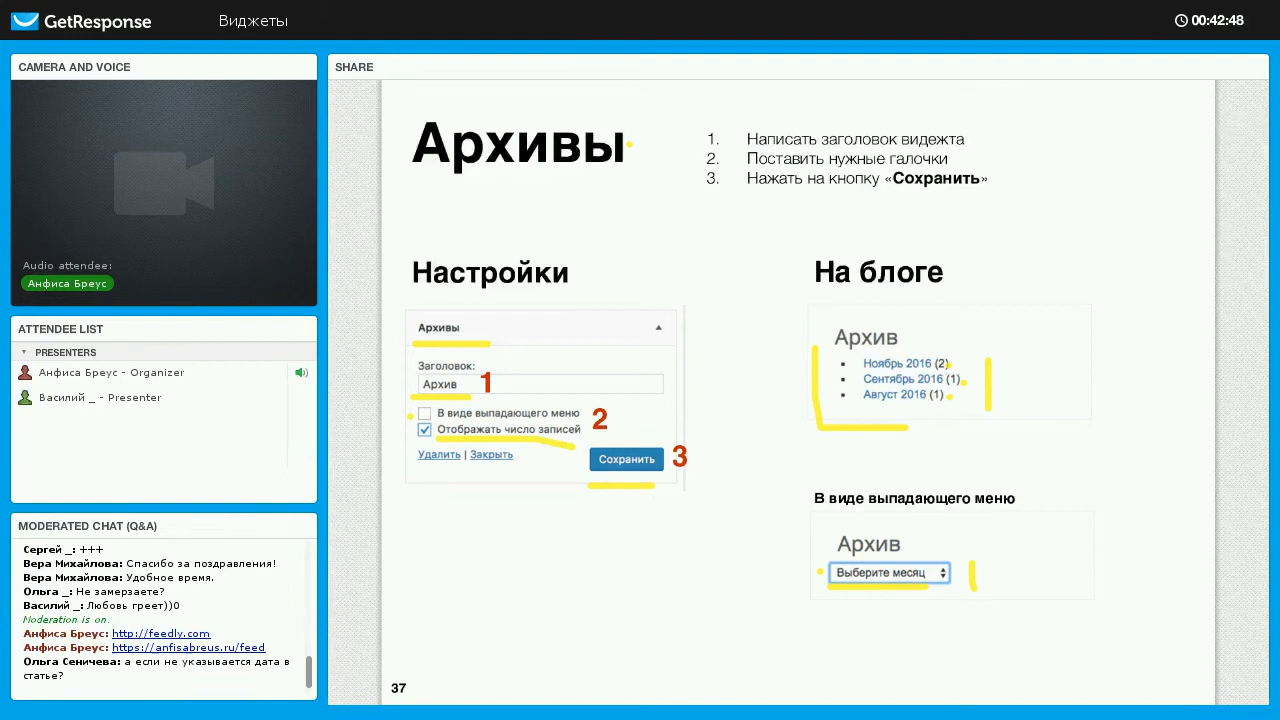 GetResponse
Виджеты
00:42:48
CAMERA AND VOICE
Audio attendee:
Анфиса Бреус
ATTENDEE LIST
PRESENTERS
Анфиса Бреус - Organizer
Василий _ - Presenter
MODERATED CHAT (Q&A)
Сергей _: +++
Вера Михайлова: Спасибо за поздравления!
Вера Михайлова: Удобное время.
Ольга _: Не замерзаете?
Василий _: Любовь греет))0
Moderation is on.
Анфиса Бреус: http://feedly.com
Анфиса Бреус: https://anfisabreus.ru/feed
Ольга Сеничева: а если не указывается дата в
статье?
SHARE
Архивы
1. Написать заголовок видежта
2. Поставить нужные галочки
3. Нажать на кнопку «Сохранить»
Настройки
Архивы
Заголовок:
Архив 1
В виде выпадающего меню 2
Отображать число записей
Удалить | Закрыть
Сохранить 3
На блоге
Архив
Ноябрь 2016 (2)
Сентябрь 2016 (1)
Август 2016 (1)
В виде выпадающего меню
Архив
Выберите месяц
37